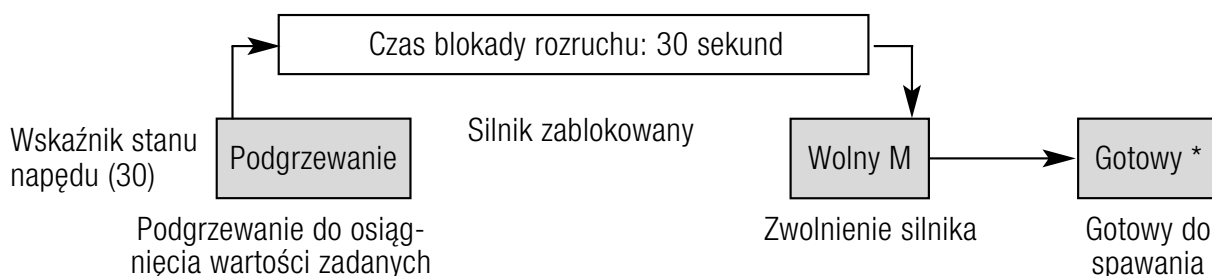 Czas blokady rozruchu: 30 sekund
Wskaźnik stanu
napędu (30)
Podgrzewanie
Silnik zablokowany
Wolny M
Gotowy *
Podgrzewanie do osiąg-
nięcia wartości zadanych
Zwolnienie silnika
Gotowy do
spawania